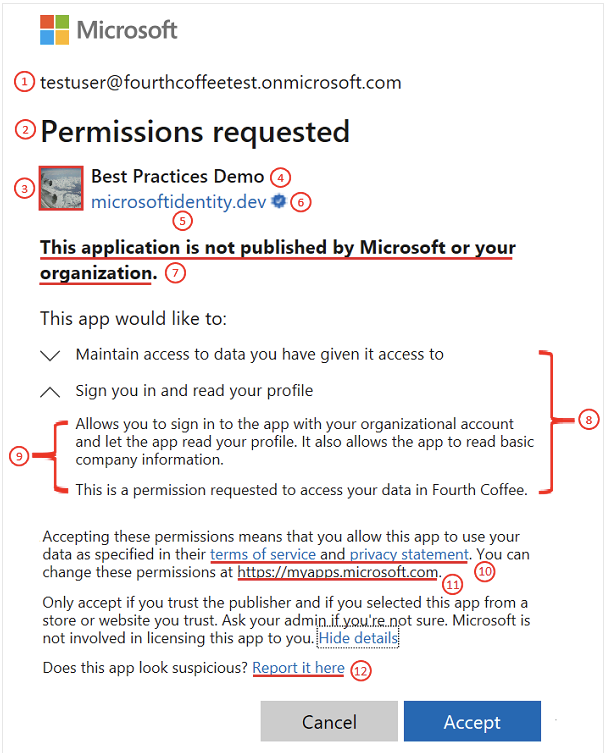 Microsoft
1 testuser@fourthcoffeetest.onmicrosoft.com
2 Permissions requested
3 Best Practices Demo 4
microsoftidentity.dev 6
5
This application is not published by Microsoft or your
organization. 7
This app would like to:
Maintain access to data you have given it access to
Sign you in and read your profile
8
Allows you to sign in to the app with your organizational account
and let the app read your profile. It also allows the app to read basic
9
company information.
This is a permission requested to access your data in Fourth Coffee.
Accepting these permissions means that you allow this app to use your
data as specified in their terms of service and privacy statement. You can
change these permissions at https://myapps.microsoft.com. 10
11
Only accept if you trust the publisher and if you selected this app from a
store or website you trust. Ask your admin if you're not sure. Microsoft is
not involved in licensing this app to you. Hide details
Does this app look suspicious? Report it here 12
Cancel
Accept